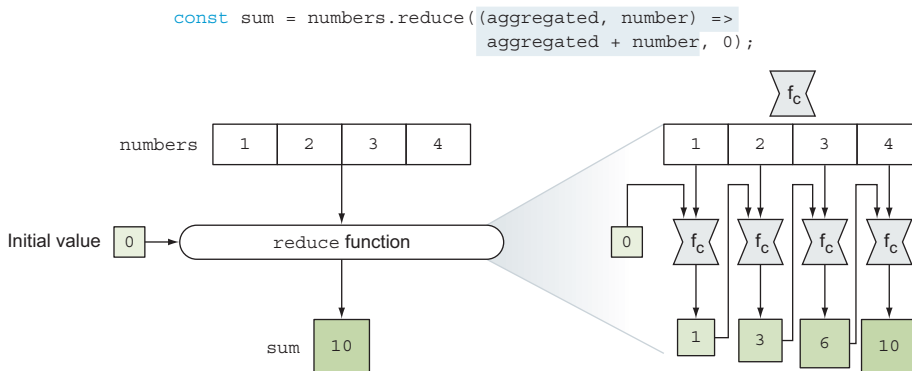 const sum = numbers.reduce((aggregated, number) =>
aggregated + number, 0);
fc
numbers 1 2 3 4
1 2 3 4
Initial value 0
reduce function
0
fc fc fc fc
sum 10
1 3 6 10